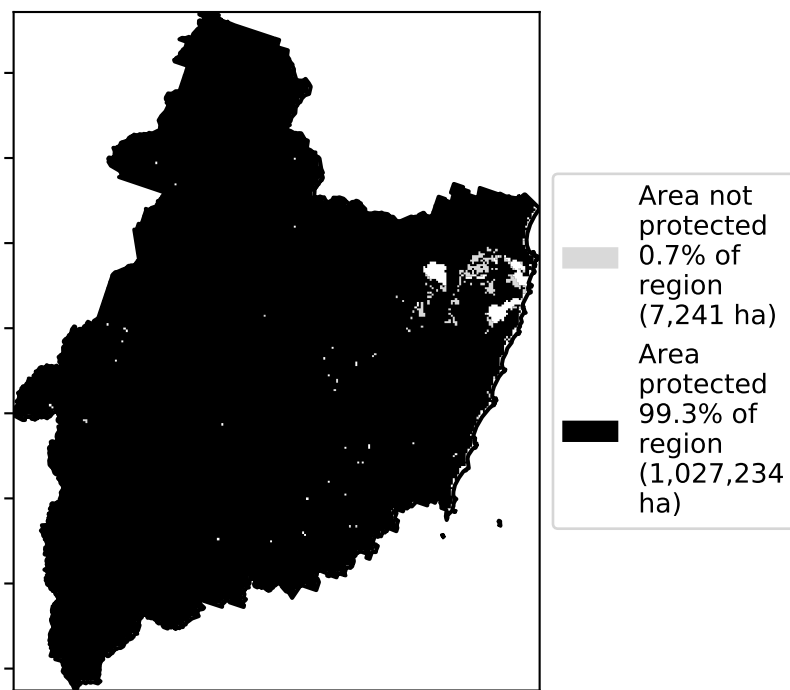 Area not
protected
0.7% of
region
(7,241 ha)
Area
protected
99.3% of
region
(1,027,234
ha)